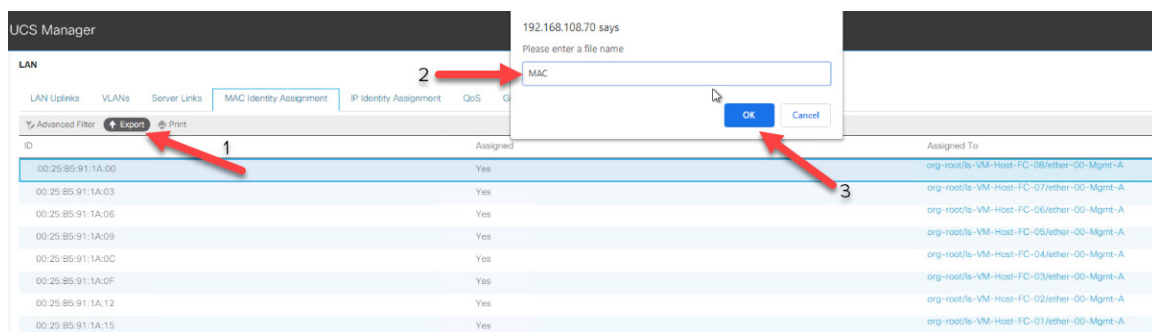 UCS Manager
192.168.108.70 says
Please enter a file name
LAN
2
MAC
LAN Uplinks VLANs Server Links MAC Identity Assignment IP Identity Assignment QoS G
OK Cancel
Advanced Filter Export Print
1
3
ID Assigned Assigned To
00:25:B5:91:1A:00 Yes org-root/ls-VM-Host-FC-08/ether-00-Mgmt-A
00:25:B5:91:1A:03 Yes org-root/ls-VM-Host-FC-07/ether-00-Mgmt-A
00:25:B5:91:1A:06 Yes org-root/ls-VM-Host-FC-06/ether-00-Mgmt-A
00:25:B5:91:1A:09 Yes org-root/ls-VM-Host-FC-05/ether-00-Mgmt-A
00:25:B5:91:1A:0C Yes org-root/ls-VM-Host-FC-04/ether-00-Mgmt-A
00:25:B5:91:1A:0F Yes org-root/ls-VM-Host-FC-03/ether-00-Mgmt-A
00:25:B5:91:1A:12 Yes org-root/ls-VM-Host-FC-02/ether-00-Mgmt-A
00:25:B5:91:1A:15 Yes org-root/ls-VM-Host-FC-01/ether-00-Mgmt-A